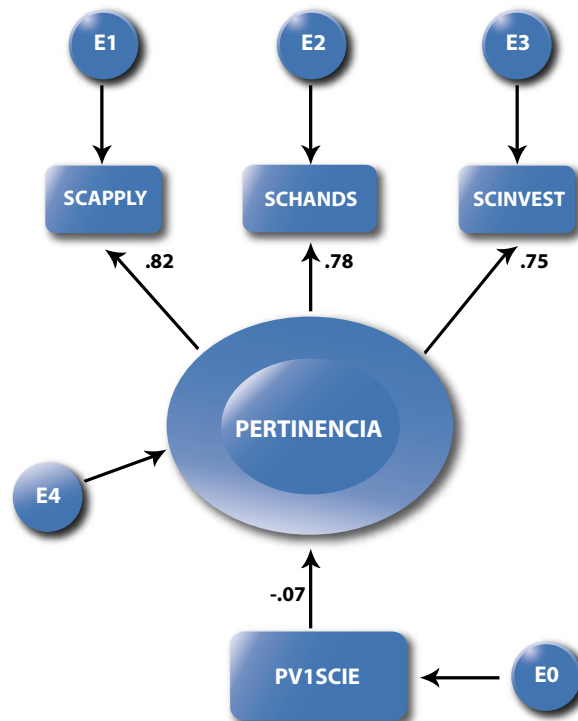 E1
E2
E3
SCAPPLY
SCHANDS
SCINVEST
.82
.78
.75
PERTINENCIA
E4
-.07
PV1SCIE
E0